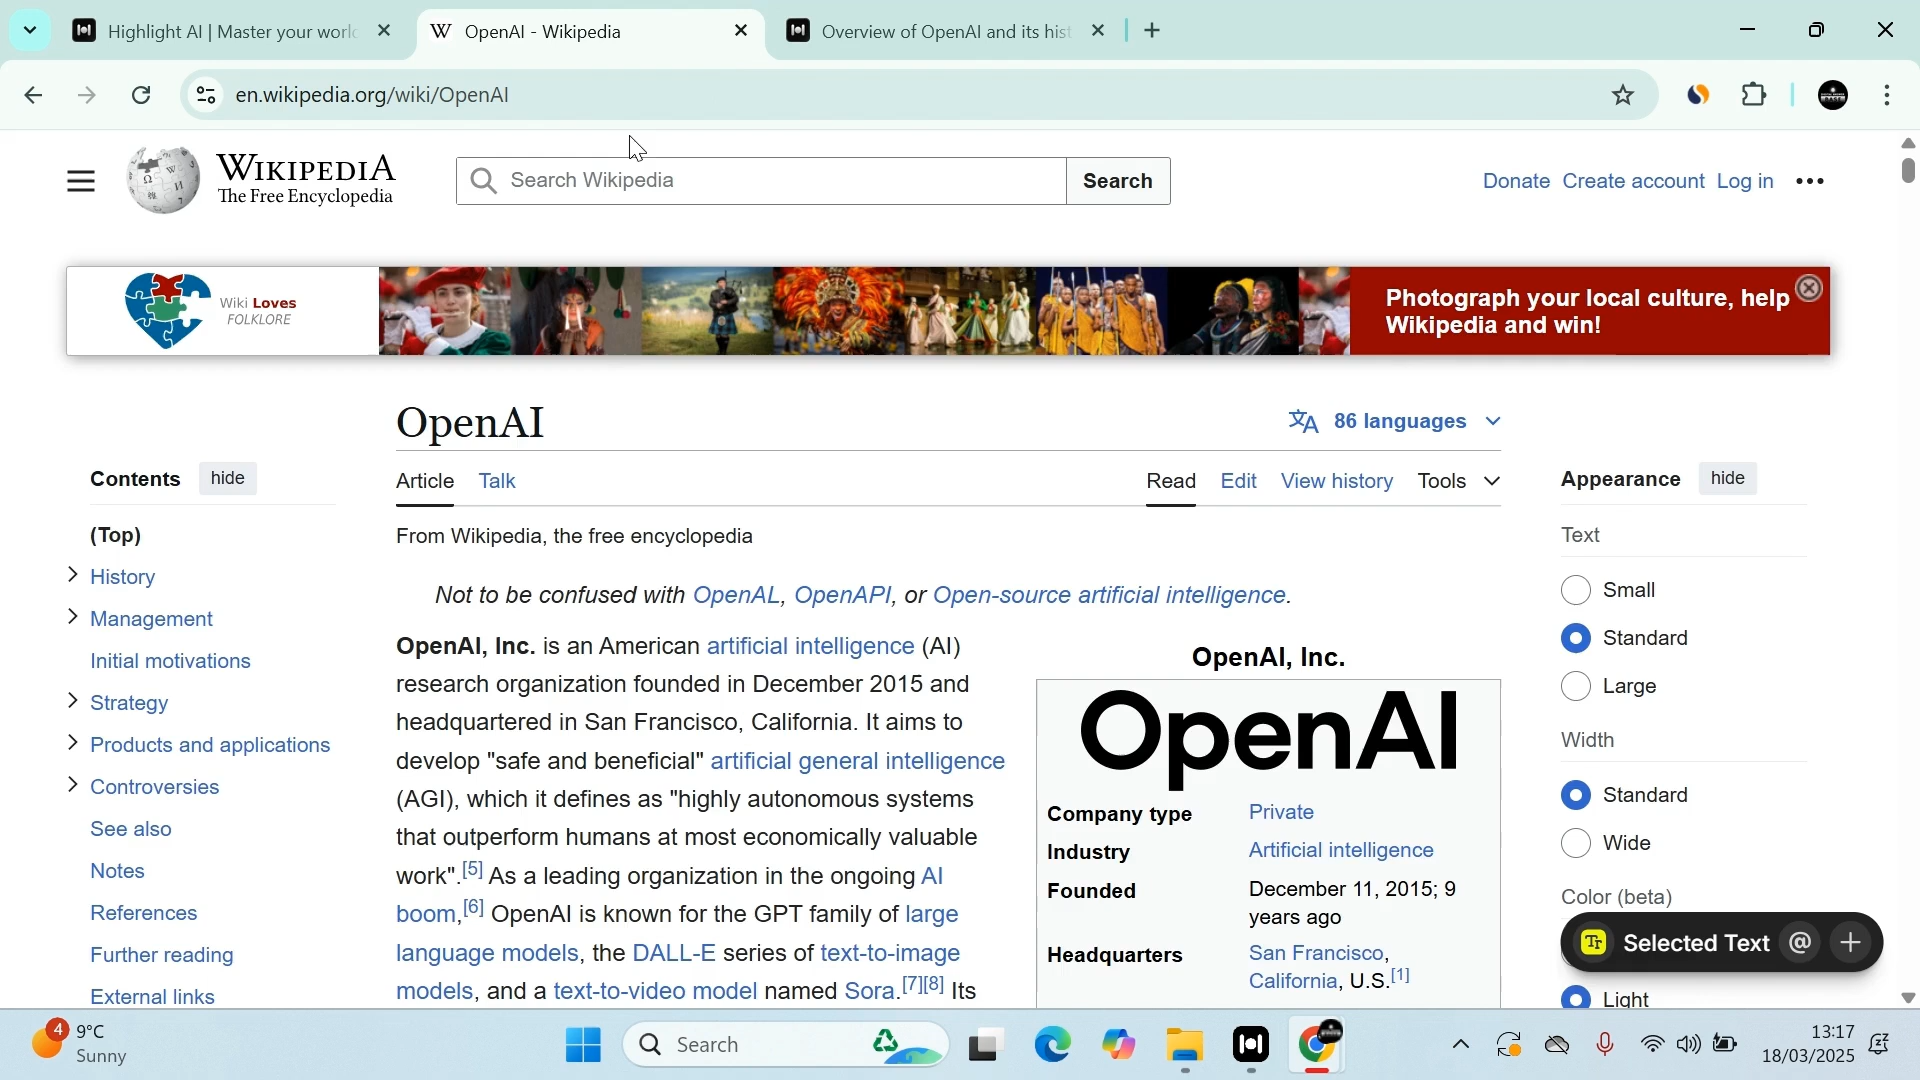 Highlight AI | Master your worl
OpenAI - Wikipedia
Overview of OpenAI and its hist
en.wikipedia.org/wiki/OpenAI
WIKIPEDIA
The Free Encyclopedia
Search Wikipedia
Search
Donate Create account Log in
Wiki Loves
FOLKLORE
Photograph your local culture, help
Wikipedia and win!
OpenAI
86 languages
Contents hide
Article Talk
Read Edit View history Tools
Appearance hide
(Top)
History
Management
Initial motivations
Strategy
Products and applications
Controversies
See also
Notes
References
Further reading
External links
From Wikipedia, the free encyclopedia
Not to be confused with OpenAL, OpenAPI, or Open-source artificial intelligence.
OpenAI, Inc. is an American artificial intelligence (AI)
research organization founded in December 2015 and
headquartered in San Francisco, California. It aims to
develop "safe and beneficial" artificial general intelligence
(AGI), which it defines as "highly autonomous systems
that outperform humans at most economically valuable
work".[5] As a leading organization in the ongoing AI
boom,[6] OpenAI is known for the GPT family of large
language models, the DALL-E series of text-to-image
models, and a text-to-video model named Sora.[7][8] Its
OpenAI, Inc.
OpenAI
Company type Private
Industry Artificial intelligence
Founded December 11, 2015; 9
years ago
Headquarters San Francisco,
California, U.S.[1]
Text
Small
Standard
Large
Width
Standard
Wide
Color (beta)
Tт Selected Text @
Light
4 9°C
Sunny
Search
13:17
18/03/2025